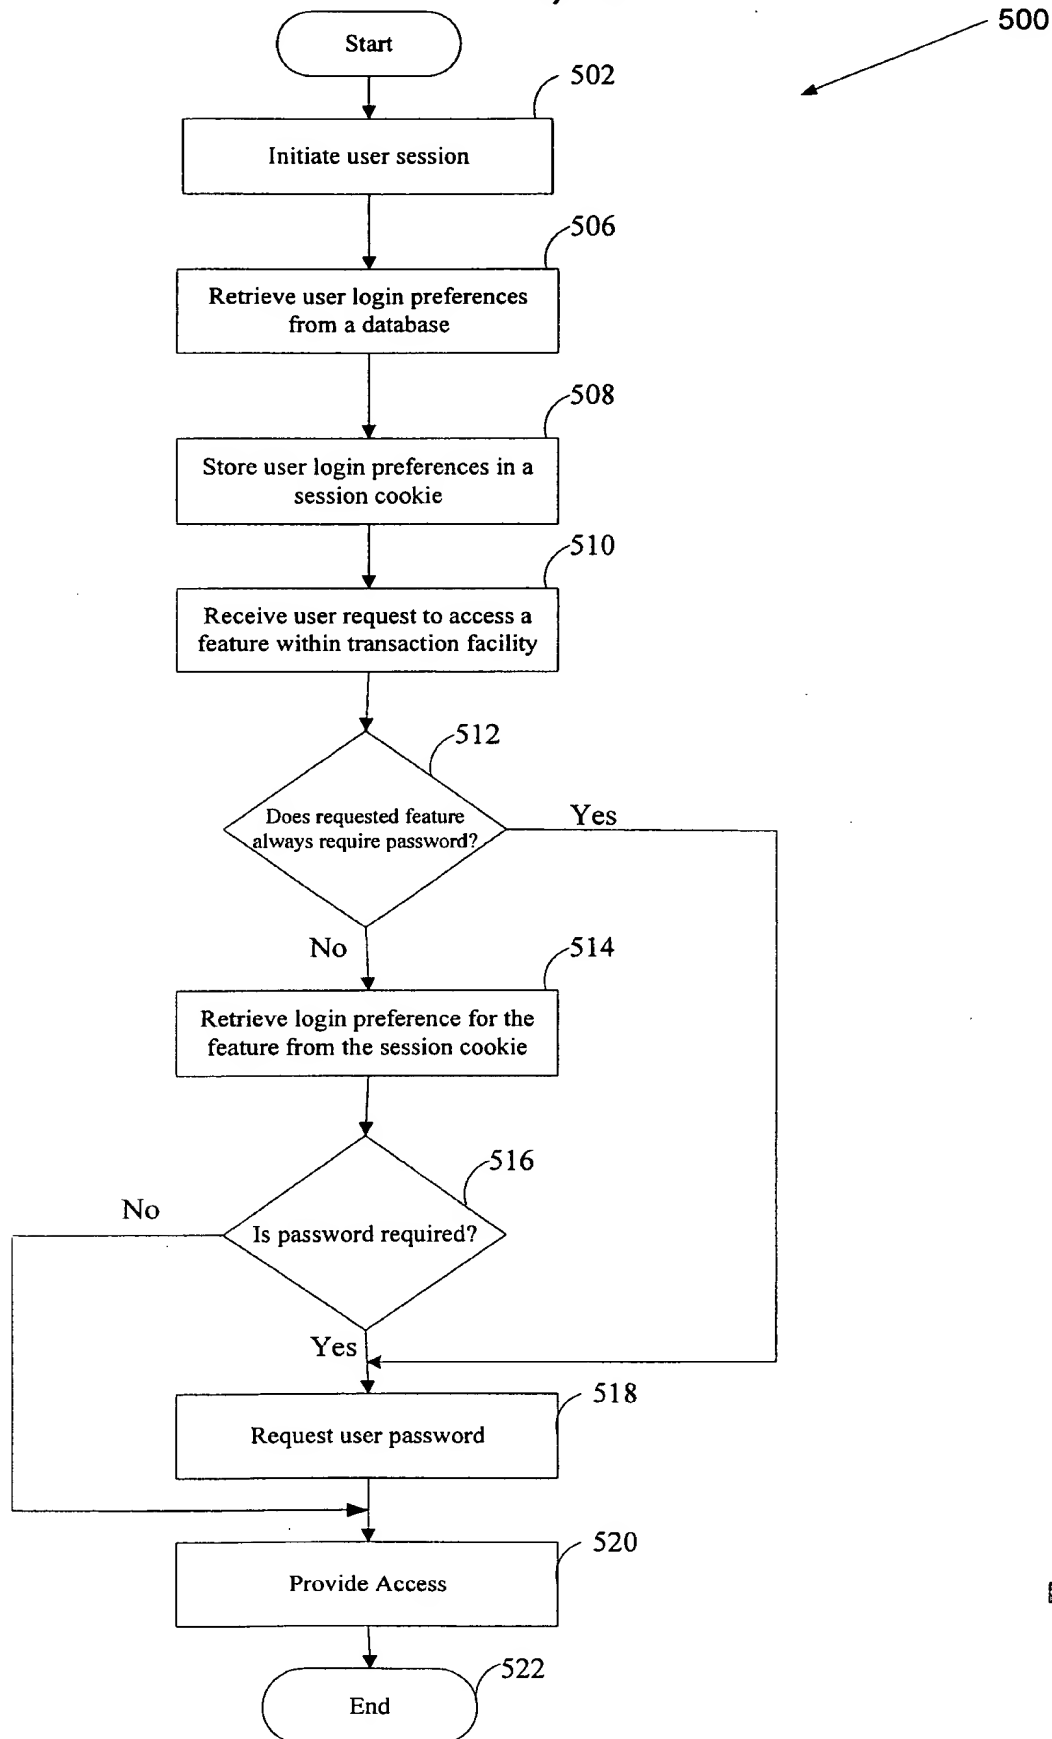 500
Start
502
Initiate user session
506
Retrieve user login preferences
from a database
508
Store user login preferences in a
session cookie
510
Receive user request to access a
feature within transaction facility
512
Does requested feature
always require password?
Yes
No
514
Retrieve login preference for the
feature from the session cookie
516
No
Is password required?
Yes
518
Request user password
520
Provide Access
522
End